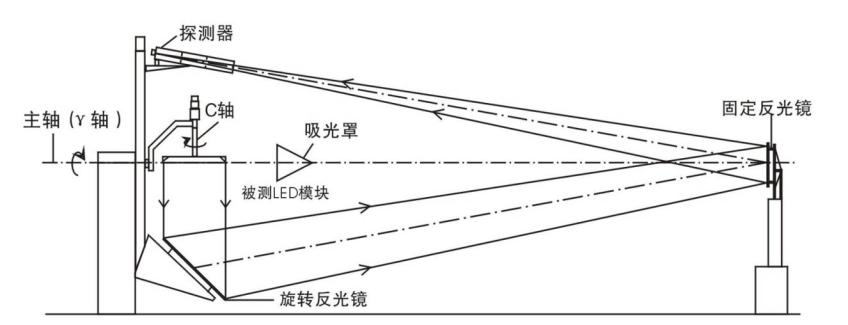 探测器
C轴
主轴(γ轴)
吸光罩
固定反光镜
被测LED模块
旋转反光镜